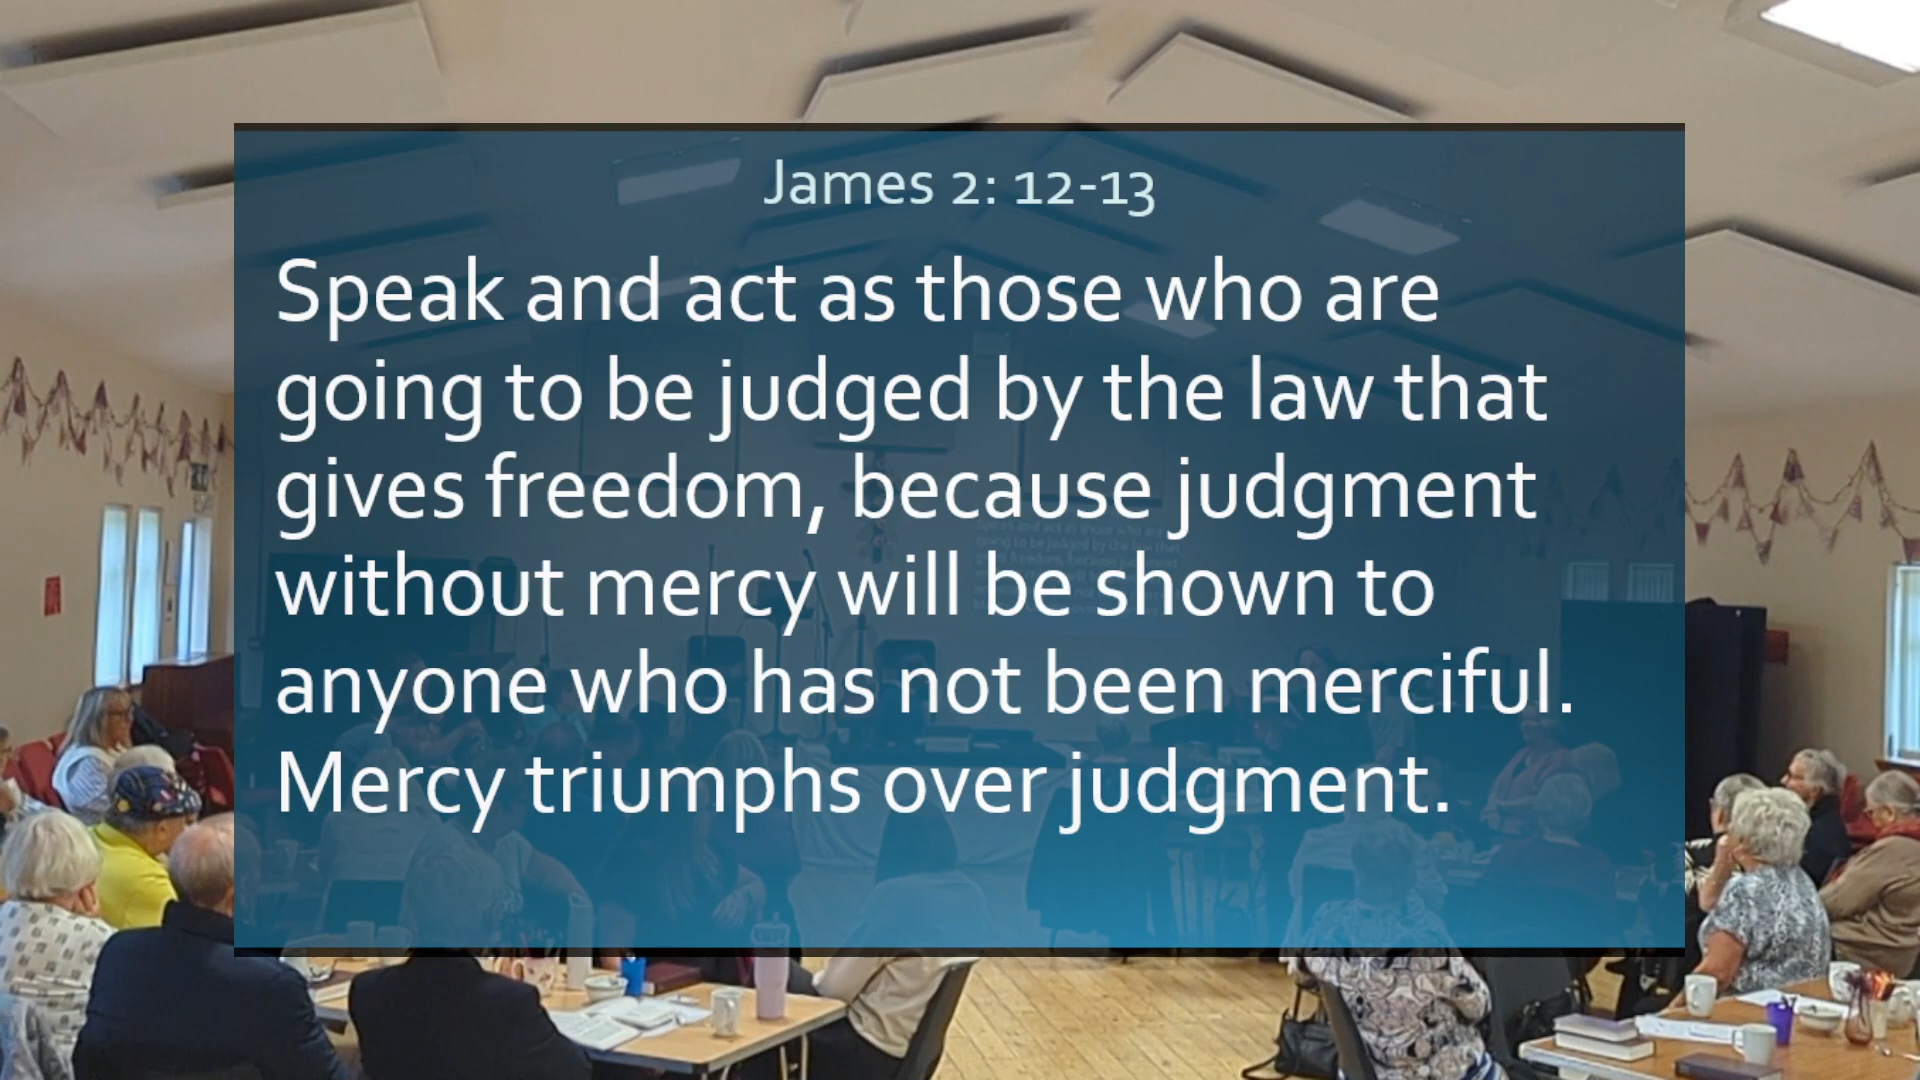 James 2: 12-13
Speak and act as those who are
going to be judged by the law that
gives freedom, because judgment
without mercy will be shown to
anyone who has not been merciful.
Mercy triumphs over judgment.